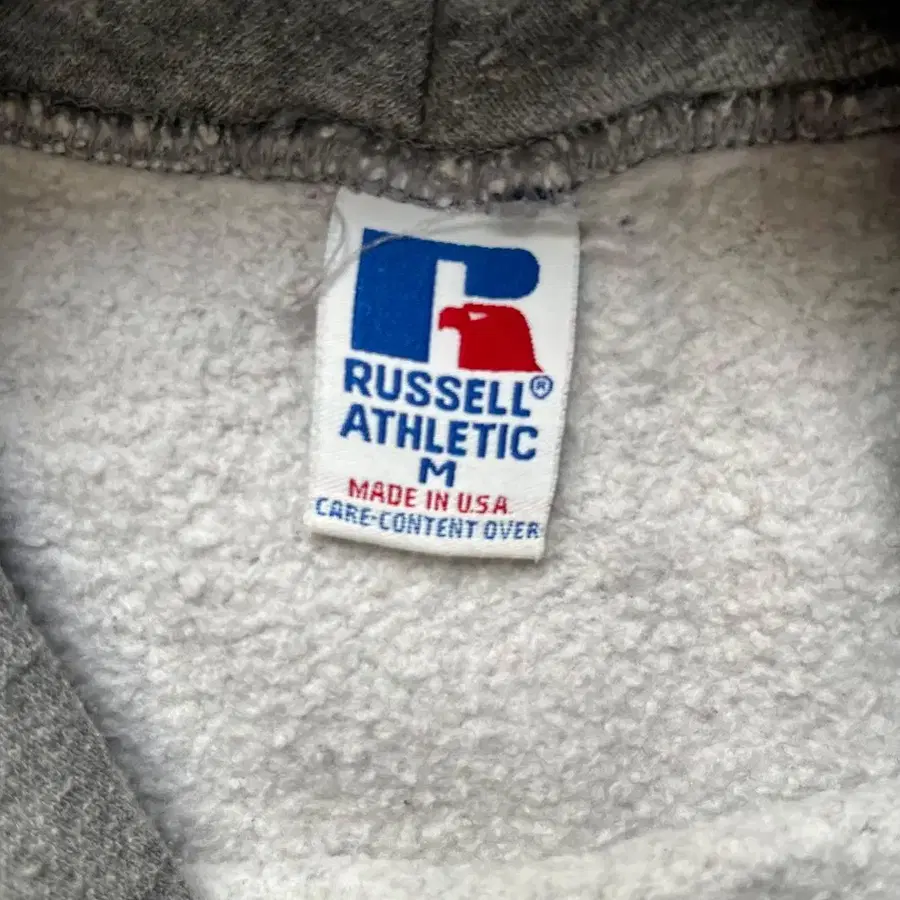 RUSSELL®
ATHLETIC
M
MADE IN U.S.A.
CARE-CONTENT OVER